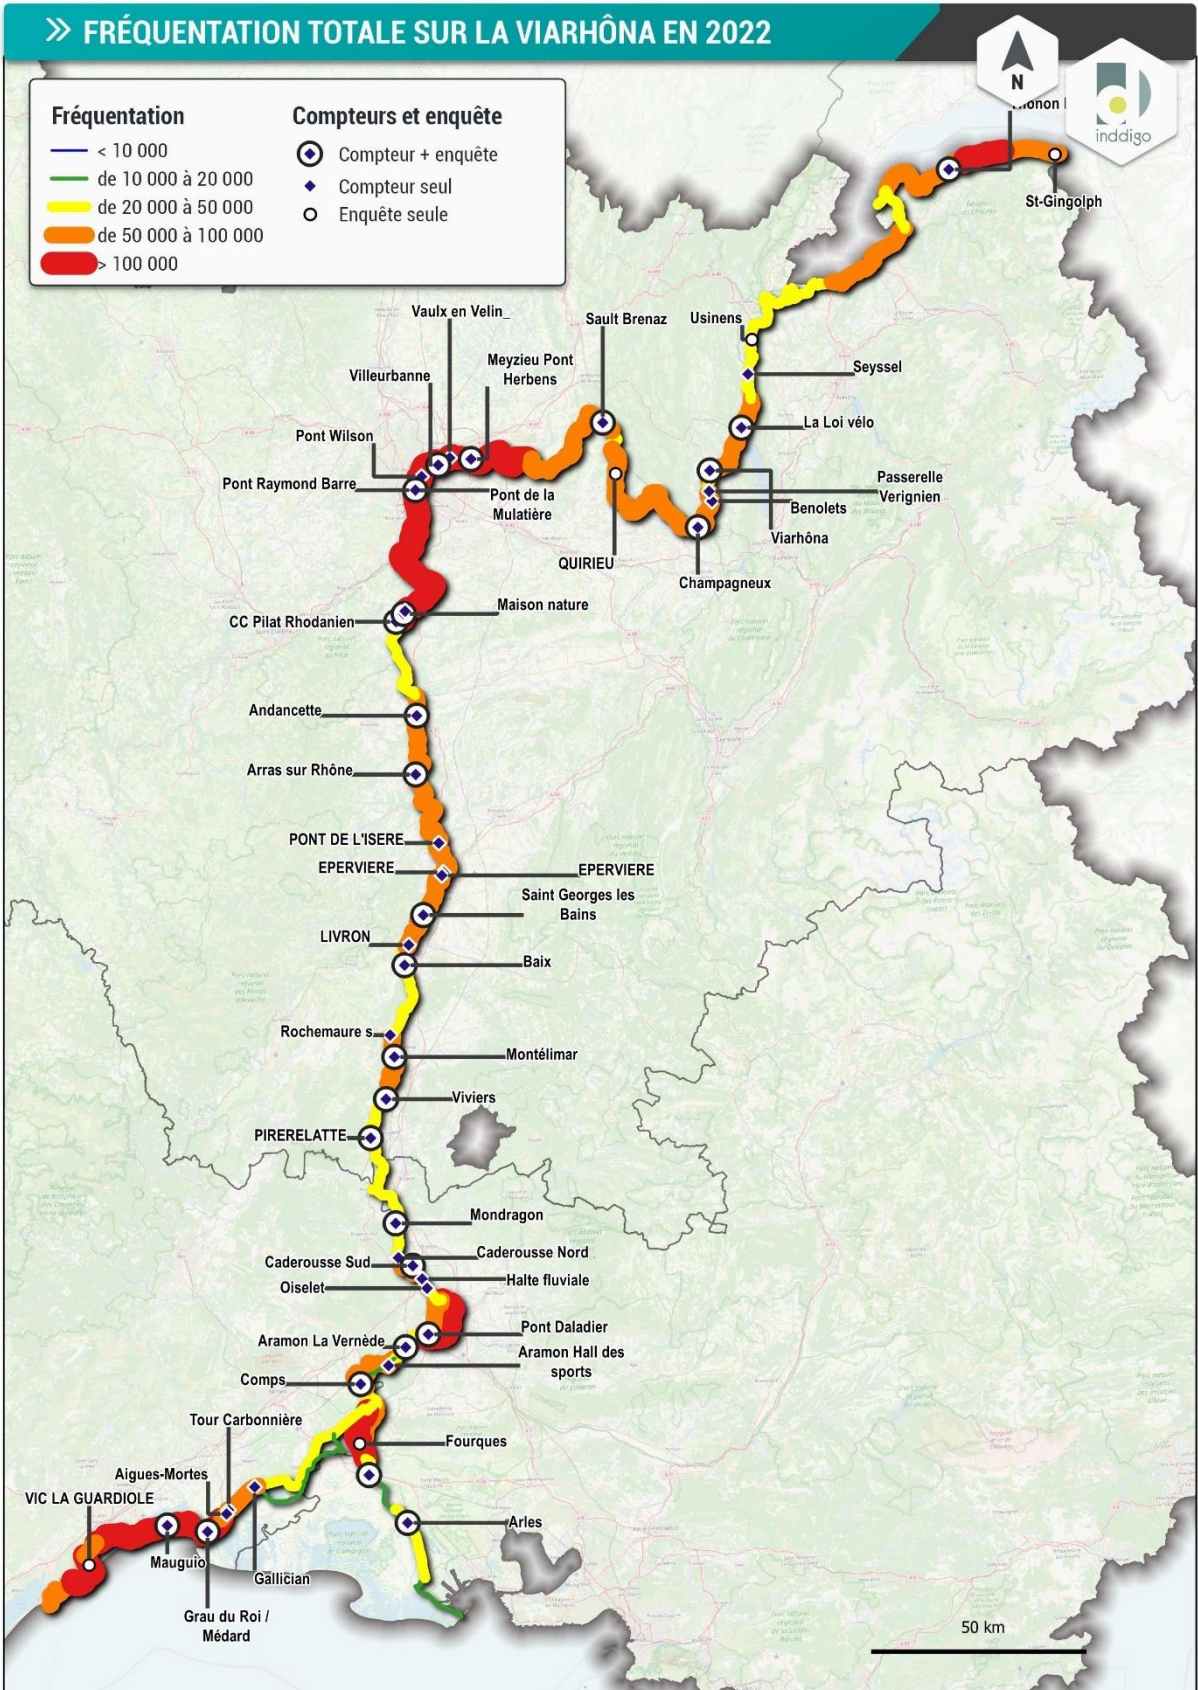 >> FRÉQUENTATION TOTALE SUR LA VIARHÔNA EN 2022
N
inddigo
Fréquentation
< 10 000
de 10 000 à 20 000
de 20 000 à 50 000
de 50 000 à 100 000
> 100 000
Compteurs et enquête
Compteur + enquête
Compteur seul
Enquête seule
St-Gingolph
Vaulx en Velin_
Sault Brenaz
Usinens
Meyzieu Pont
Herbens
Villeurbanne
Seyssel
La Loi vélo
Pont Wilson
Pont Raymond Barre
Pont de la
Mulatière
Passerelle
Verignien
Benolets
Viarhôna
QUIRIEU
Champagneux
Maison nature
CC Pilat Rhodanien
Andancette
Arras sur Rhône
PONT DE L'ISERE
EPERVIERE
EPERVIERE
Saint Georges les
Bains
LIVRON
Baix
Rochemaure s
Montélimar
Viviers
PIRERELATTE
Mondragon
Caderousse Nord
Caderousse Sud
Halte fluviale
Oiselet
Pont Daladier
Aramon La Vernède
Aramon Hall des
sports
Comps
Tour Carbonnière
Fourques
Aigues-Mortes
VIC LA GUARDIOLE
Arles
Mauguio
Gallician
Grau du Roi /
Médard
50 km